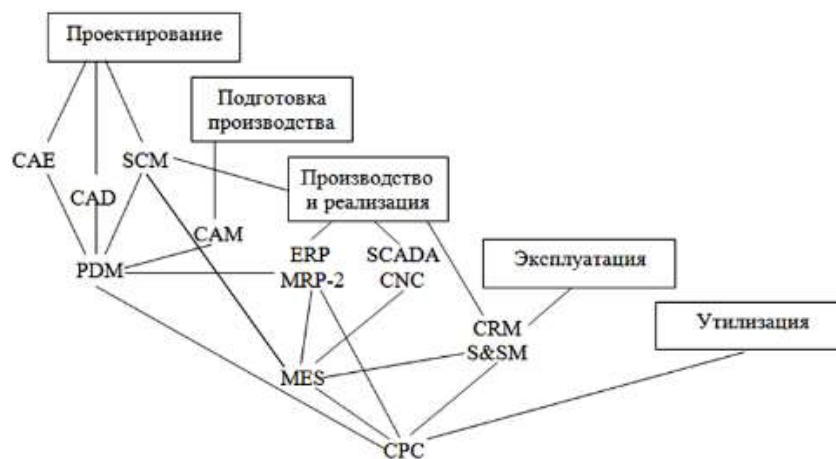 Проектирование
Подготовка
производства
CAE
SCM
CAD
Производство
и реализация
CAM
PDM
ERP
MRP-2
SCADA
CNC
Эксплуатация
CRM
S&SM
Утилизация
MES
CPC